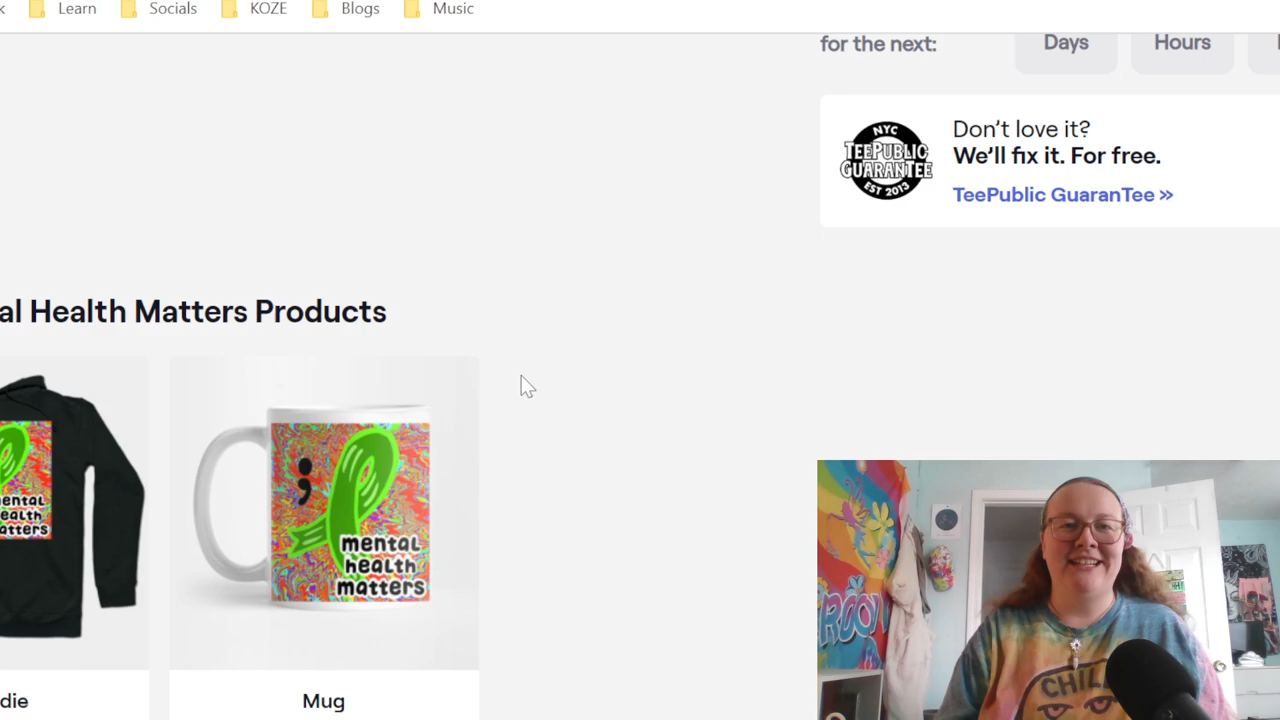 k Learn Socials KOZE Blogs Music
for the next: Days Hours
NYC
TEEPUBLIC
GUARANTEE
EST 2013
Don't love it?
We'll fix it. For free.
TeePublic GuaranTee »
al Health Matters Products
mental
health
matters
;
mental
health
matters
die
Mug
CHILL